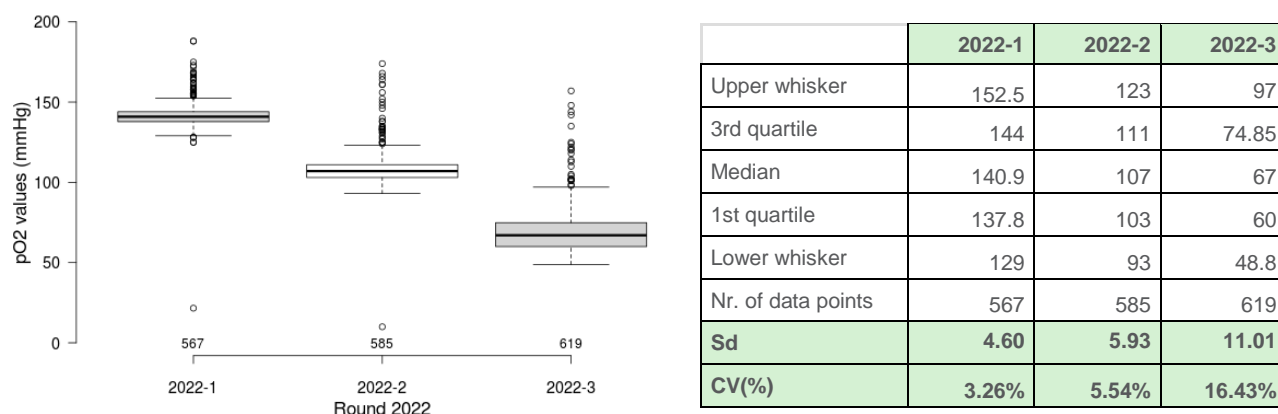 200
150
100
50
0
pO2 values (mmHg)
567 585 619
2022-1 2022-2 2022-3
Round 2022
2022-1 2022-2 2022-3
Upper whisker 152.5 123 97
3rd quartile 144 111 74.85
Median 140.9 107 67
1st quartile 137.8 103 60
Lower whisker 129 93 48.8
Nr. of data points 567 585 619
Sd 4.60 5.93 11.01
CV(%) 3.26% 5.54% 16.43%